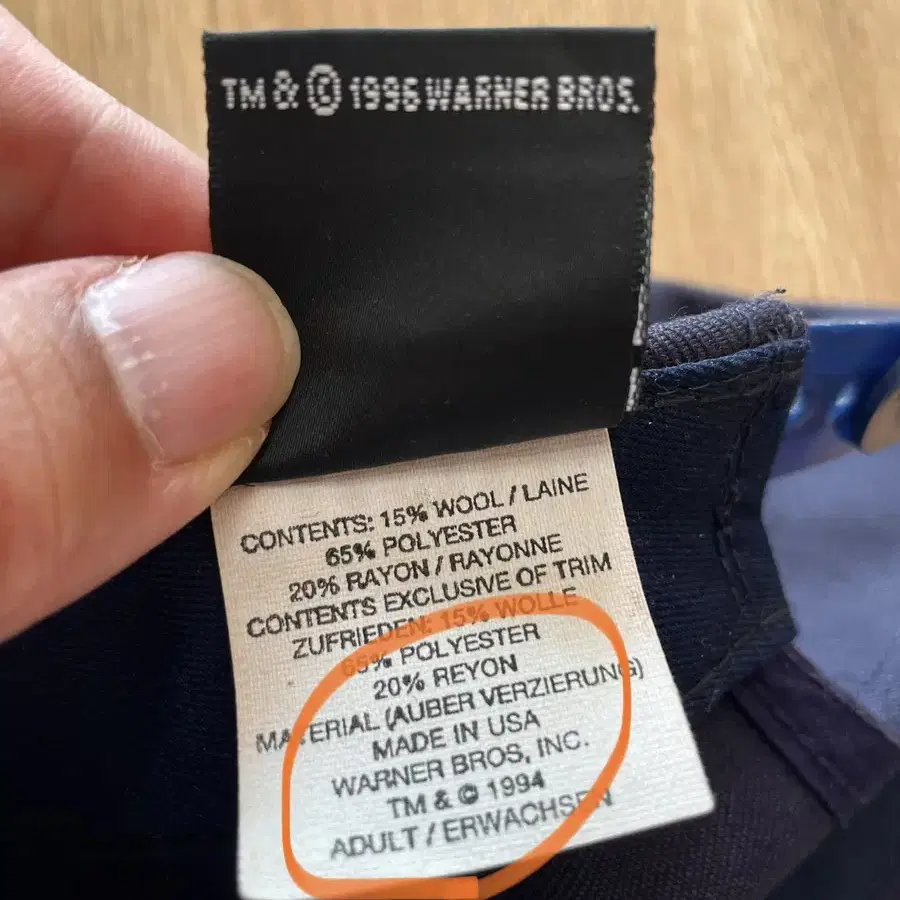 TM & © 1996 WARNER BROS.
CONTENTS: 15% WOOL / LAINE
65% POLYESTER
20% RAYON / RAYONNE
CONTENTS EXCLUSIVE OF TRIM
ZUFRIEDEN: 15% WOLLE
65% POLYESTER
20% REYON
MATERIAL (AUBER VERZIERUNG)
MADE IN USA
WARNER BROS, INC.
TM & © 1994
ADULT / ERWACHSEN